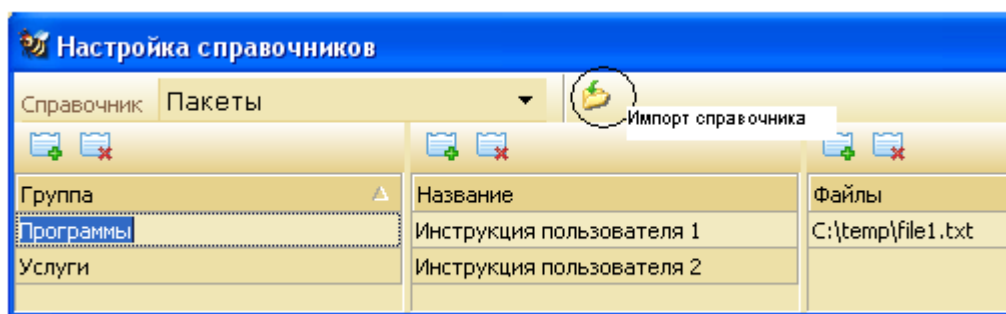 Настройка справочников
Справочник Пакеты
Импорт справочника
Группа Название Файлы
Программы Инструкция пользователя 1 C:\temp\file1.txt
Услуги Инструкция пользователя 2